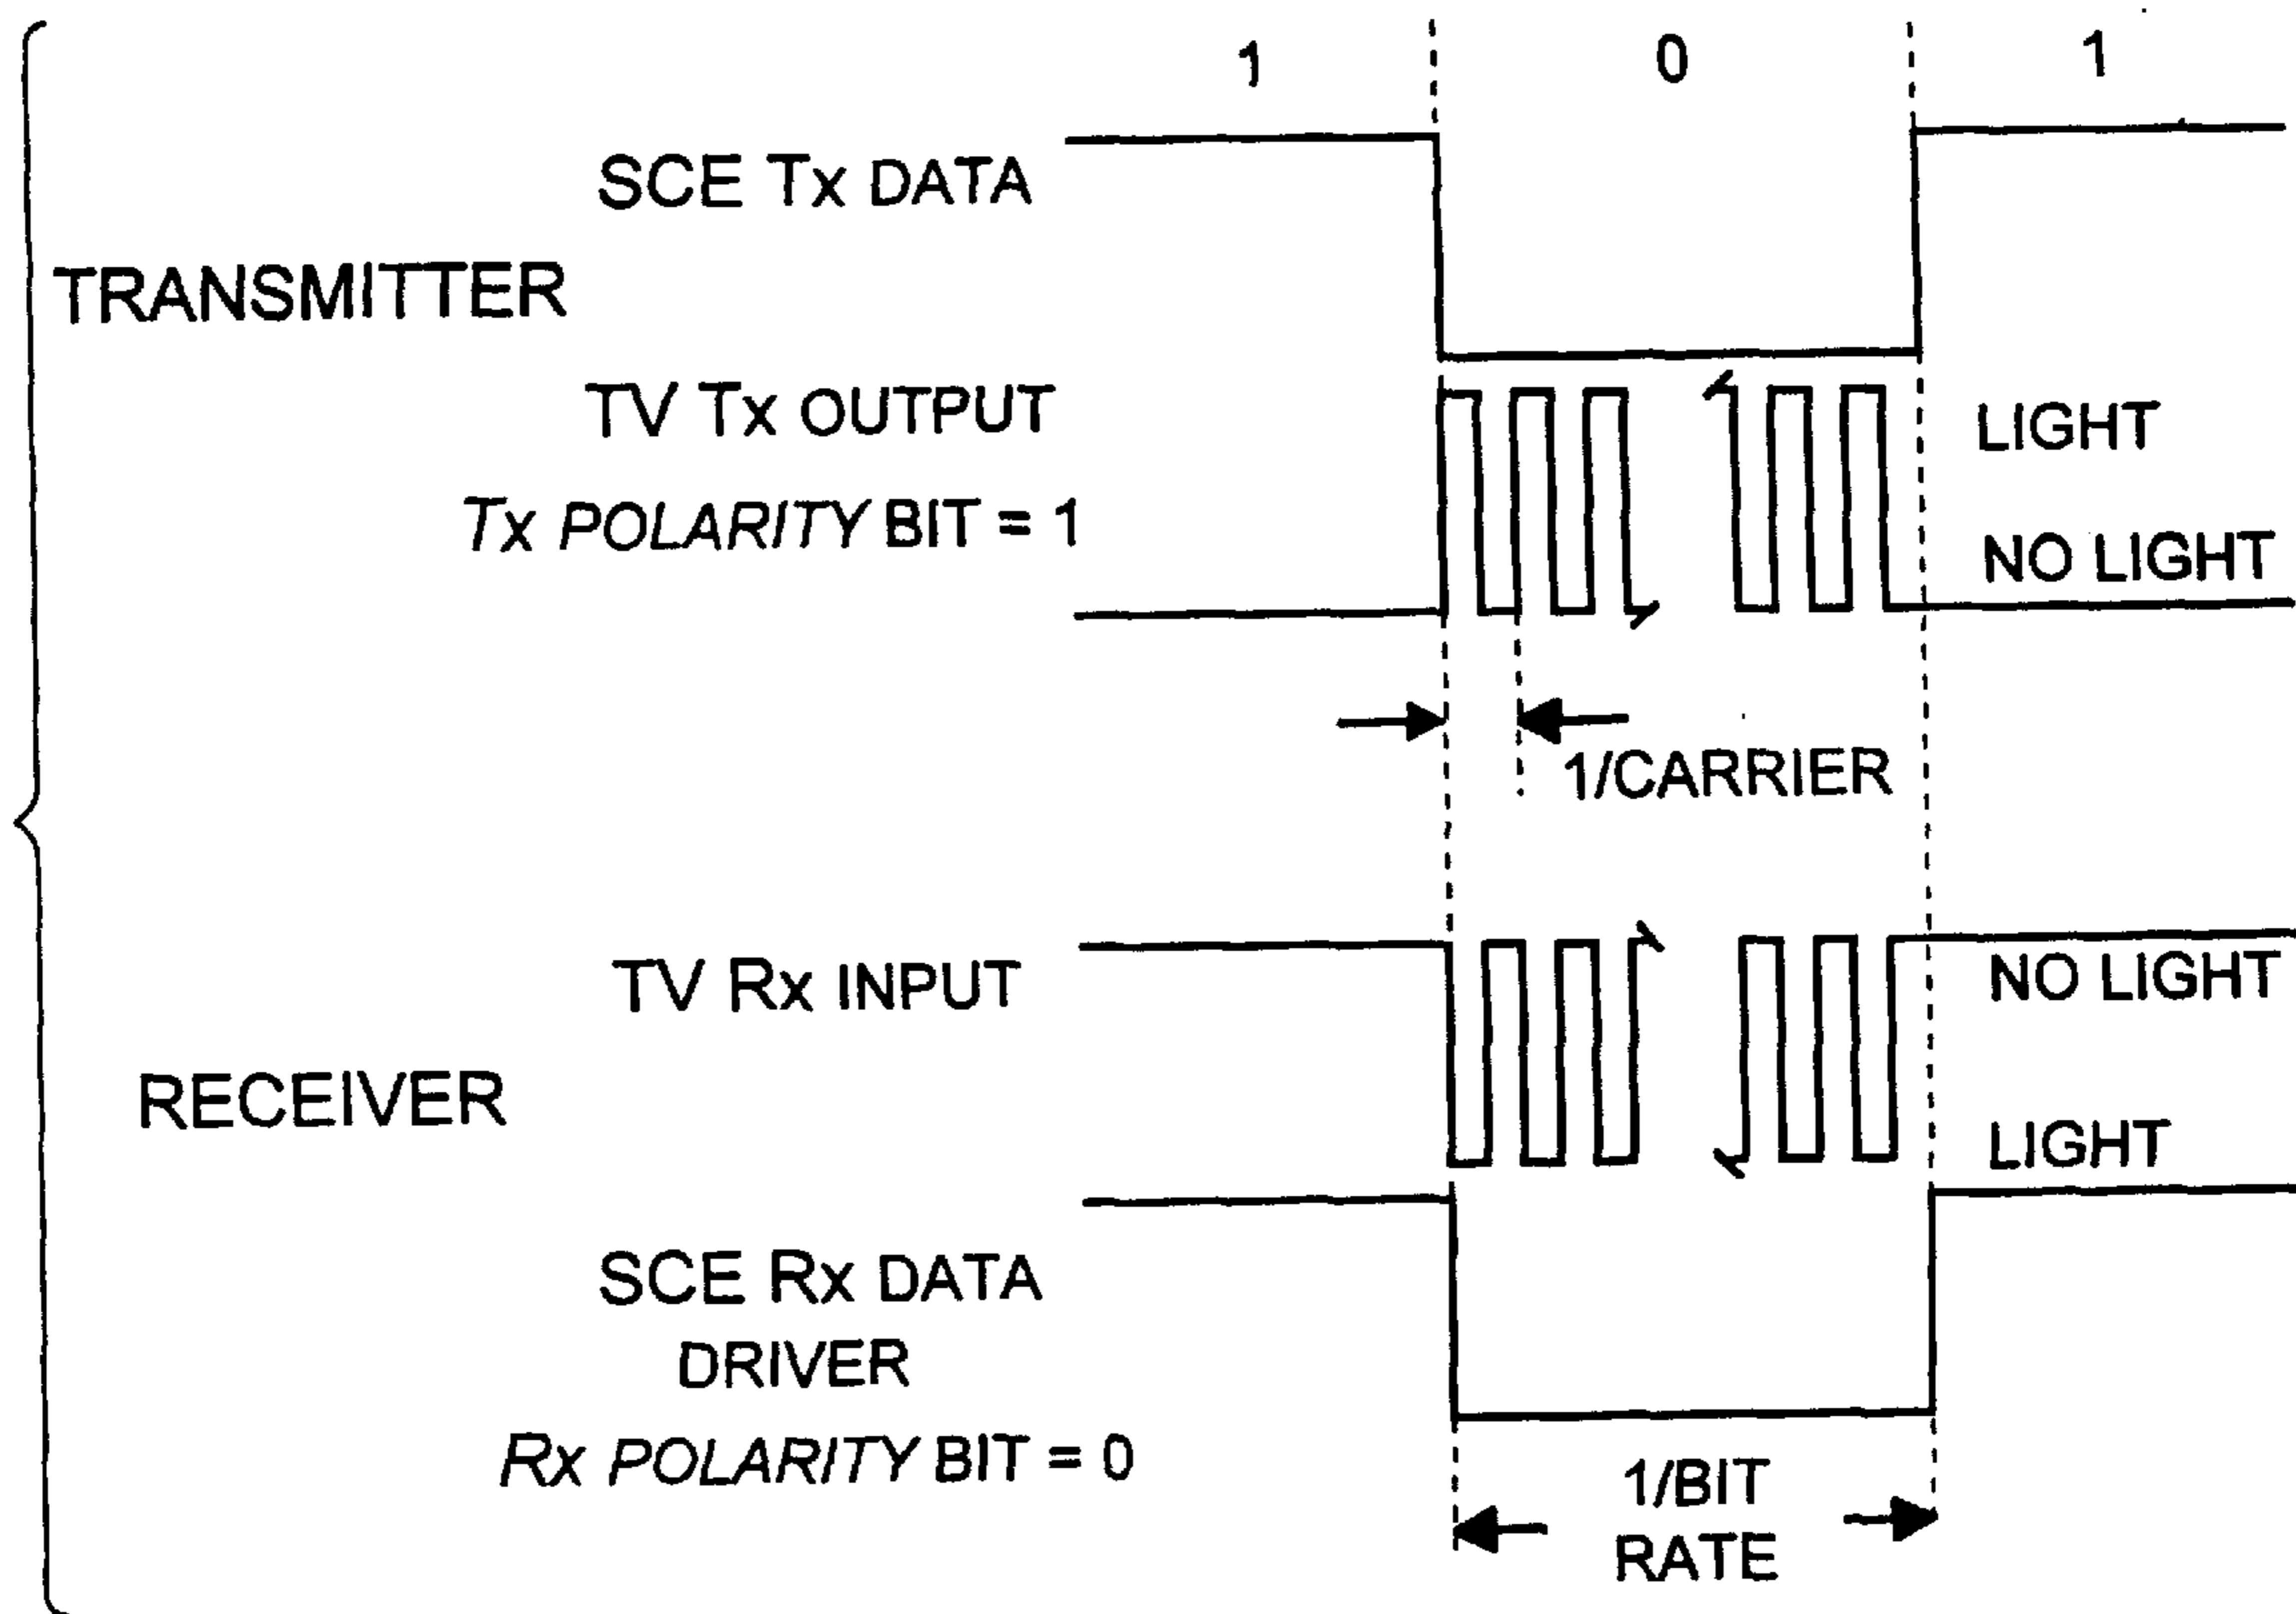 1 0 1
SCE Tx DATA
TRANSMITTER
TV Tx OUTPUT
LIGHT
Tx POLARITY BIT = 1
NO LIGHT
1/CARRIER
TV Rx INPUT
NO LIGHT
RECEIVER
LIGHT
SCE Rx DATA
DRIVER
Rx POLARITY BIT = 0
1/BIT
RATE